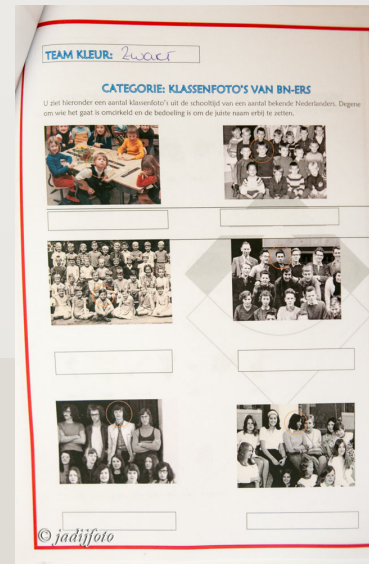 TEAM KLEUR: Zwart
CATEGORIE: KLASSENFOTO'S VAN BN-ERS
U ziet hieronder een aantal klassenfoto's uit de schooltijd van een aantal bekende Nederlanders. Degene
om wie het gaat is omcirkeld en de bedoeling is om de juiste naam erbij te zetten.
© jadijfoto